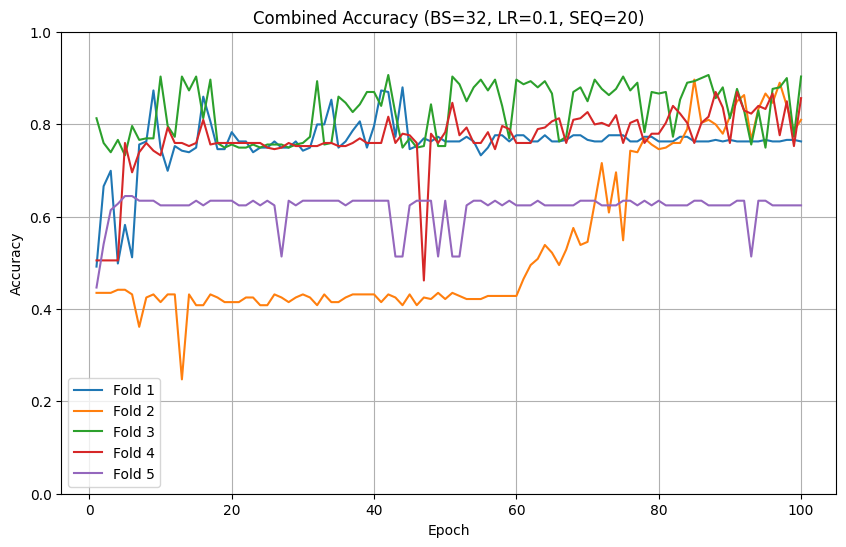 Combined Accuracy (BS=32, LR=0.1, SEQ=20)
Accuracy
1.0
0.8
0.6
0.4
0.2
0.0
Fold 1
Fold 2
Fold 3
Fold 4
Fold 5
0 20 40 60 80 100
Epoch